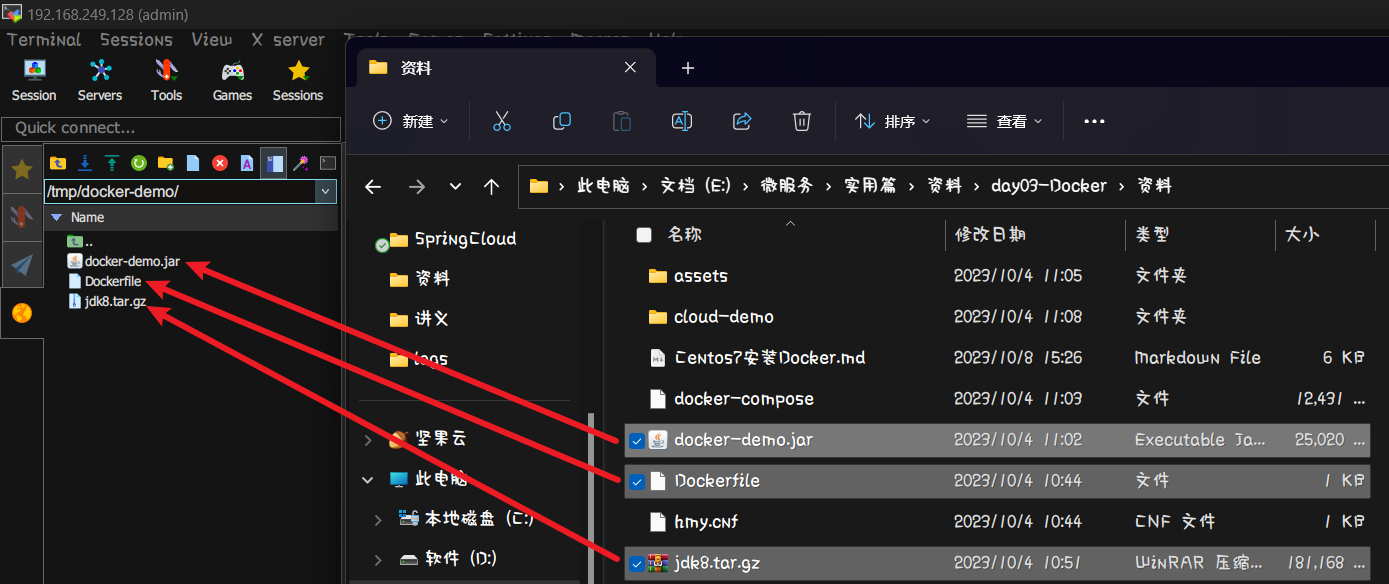 192.168.249.128 (admin)
Terminal Sessions View X server
Session Servers Tools Games Sessions
Quick connect...
/tmp/docker-demo/
Name
..
docker-demo.jar
Dockerfile
jdk8.tar.gz
资料
新建
排序
查看
此电脑 › 文档 (E:) › 微服务 › 实用篇 › 资料 › day03-Docker › 资料
SpringCloud
资料
讲义
logs
坚果云
此电脑
本地磁盘 (C:)
软件 (D:)
名称 修改日期 类型 大小
assets 2023/10/4 11:05 文件夹
cloud-demo 2023/10/4 11:08 文件夹
Centos7安装Docker.md 2023/10/8 15:26 Markdown File 6 KB
docker-compose 2023/10/4 11:03 文件 12,431 ...
docker-demo.jar 2023/10/4 11:02 Executable Ja... 25,020 ...
Dockerfile 2023/10/4 10:44 文件 1 KB
hmy.cnf 2023/10/4 10:44 CNF 文件 1 KB
jdk8.tar.gz 2023/10/4 10:51 WinRAR 压缩... 181,168 ...